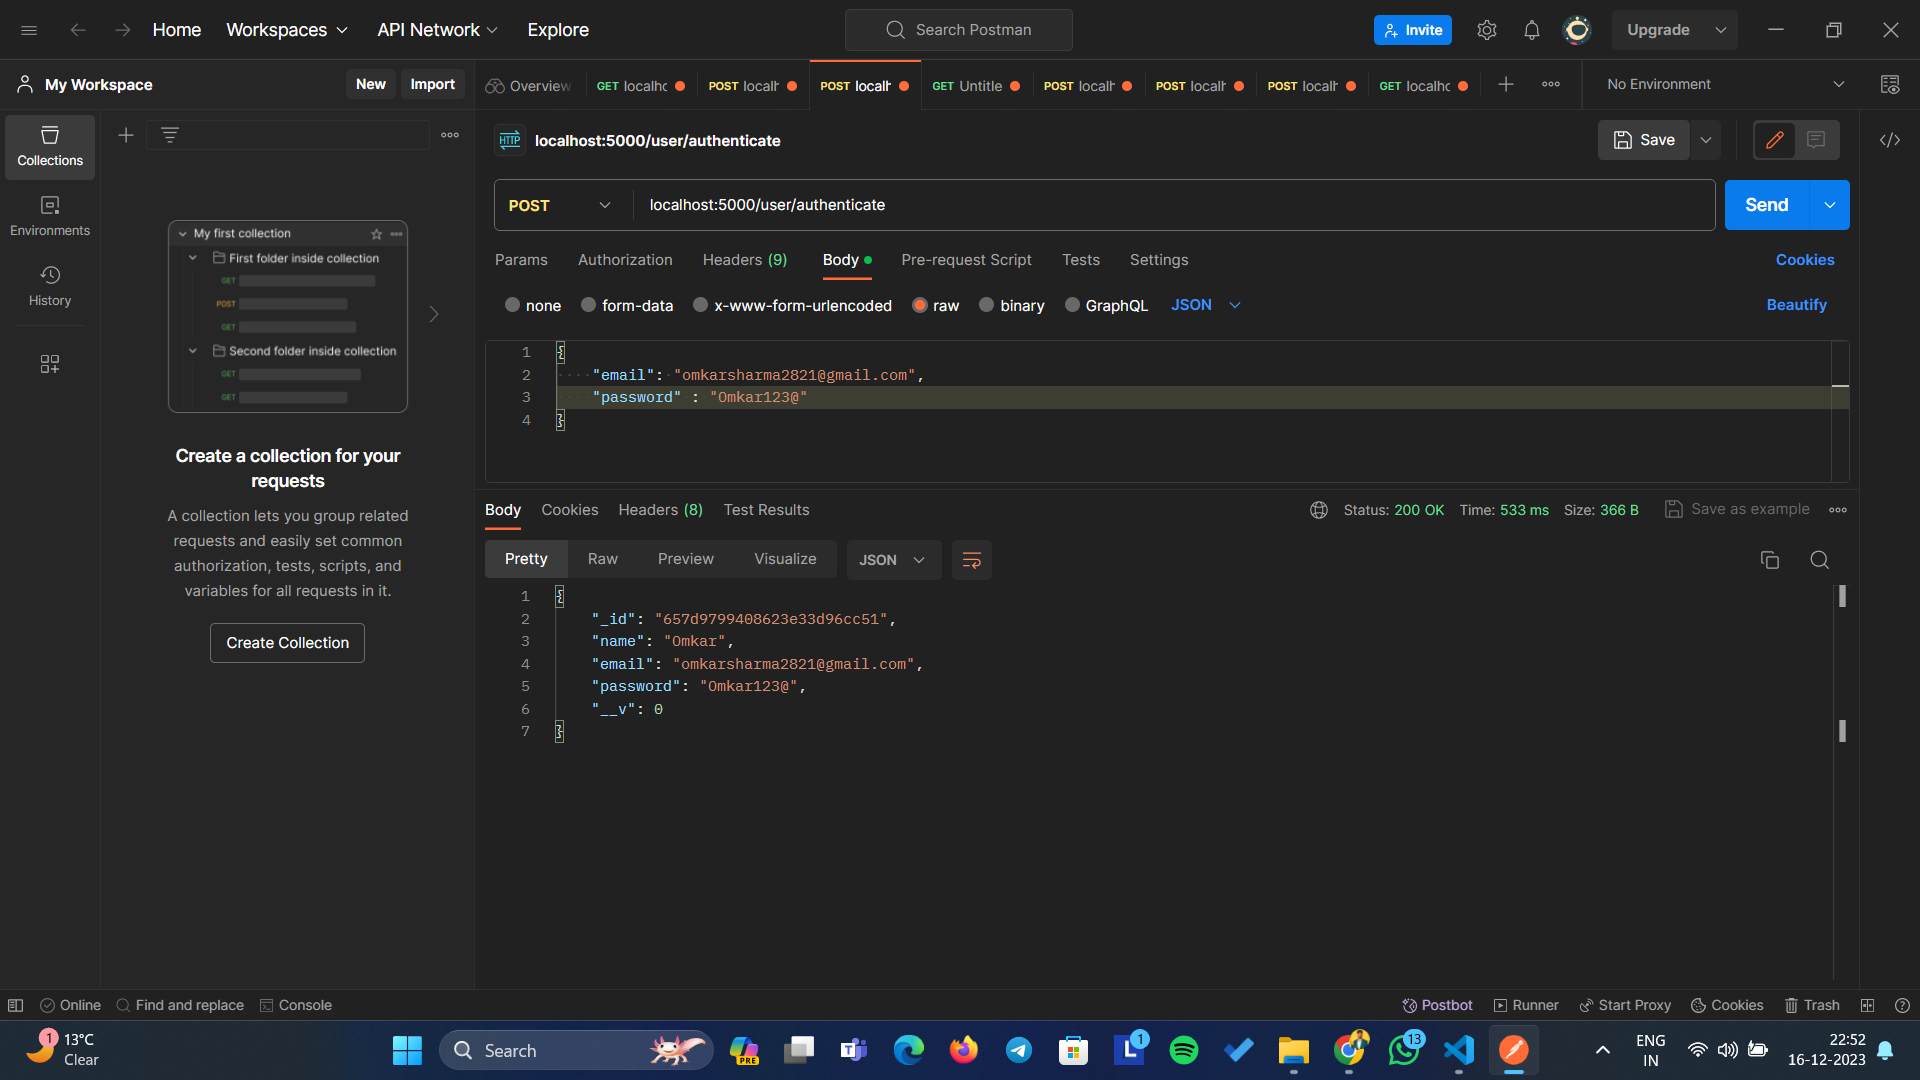 Home Workspaces API Network Explore Search Postman Invite Upgrade
My Workspace New Import Overview GET localhc POST localh POST localh GET Untitle POST localh POST localh POST localh GET localhc No Environment
Collections
Environments
History
My first collection
First folder inside collection
GET
POST
GET
Second folder inside collection
GET
GET
Create a collection for your
requests
A collection lets you group related
requests and easily set common
authorization, tests, scripts, and
variables for all requests in it.
Create Collection
HTTP localhost:5000/user/authenticate Save
POST localhost:5000/user/authenticate Send
Params Authorization Headers (9) Body Pre-request Script Tests Settings Cookies
none form-data x-www-form-urlencoded raw binary GraphQL JSON Beautify
1 {
2 "email": "omkarsharma2821@gmail.com",
3 "password" : "Omkar123@"
4 }
Body Cookies Headers (8) Test Results Status: 200 OK Time: 533 ms Size: 366 B Save as example
Pretty Raw Preview Visualize JSON
1 {
2 "_id": "657d9799408623e33d96cc51",
3 "name": "Omkar",
4 "email": "omkarsharma2821@gmail.com",
5 "password": "Omkar123@",
6 "__v": 0
7 }
Online Find and replace Console Postbot Runner Start Proxy Cookies Trash
1 13°C
Clear
Search
PRE
L 1
13
ENG
IN
22:52
16-12-2023